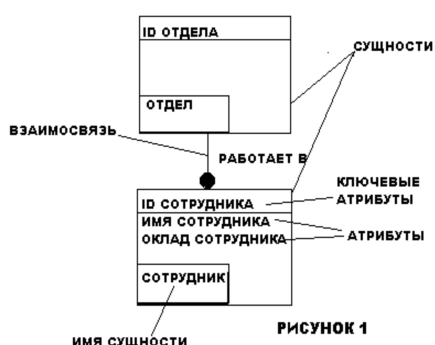 ID ОТДЕЛА
СУЩНОСТИ
ОТДЕЛ
ВЗАИМОСВЯЗЬ
РАБОТАЕТ В
КЛЮЧЕВЫЕ
АТРИБУТЫ
ID СОТРУДНИКА
ИМЯ СОТРУДНИКА
ОКЛАД СОТРУДНИКА
АТРИБУТЫ
СОТРУДНИК
РИСУНОК 1
ИМЯ СУЩНОСТИ